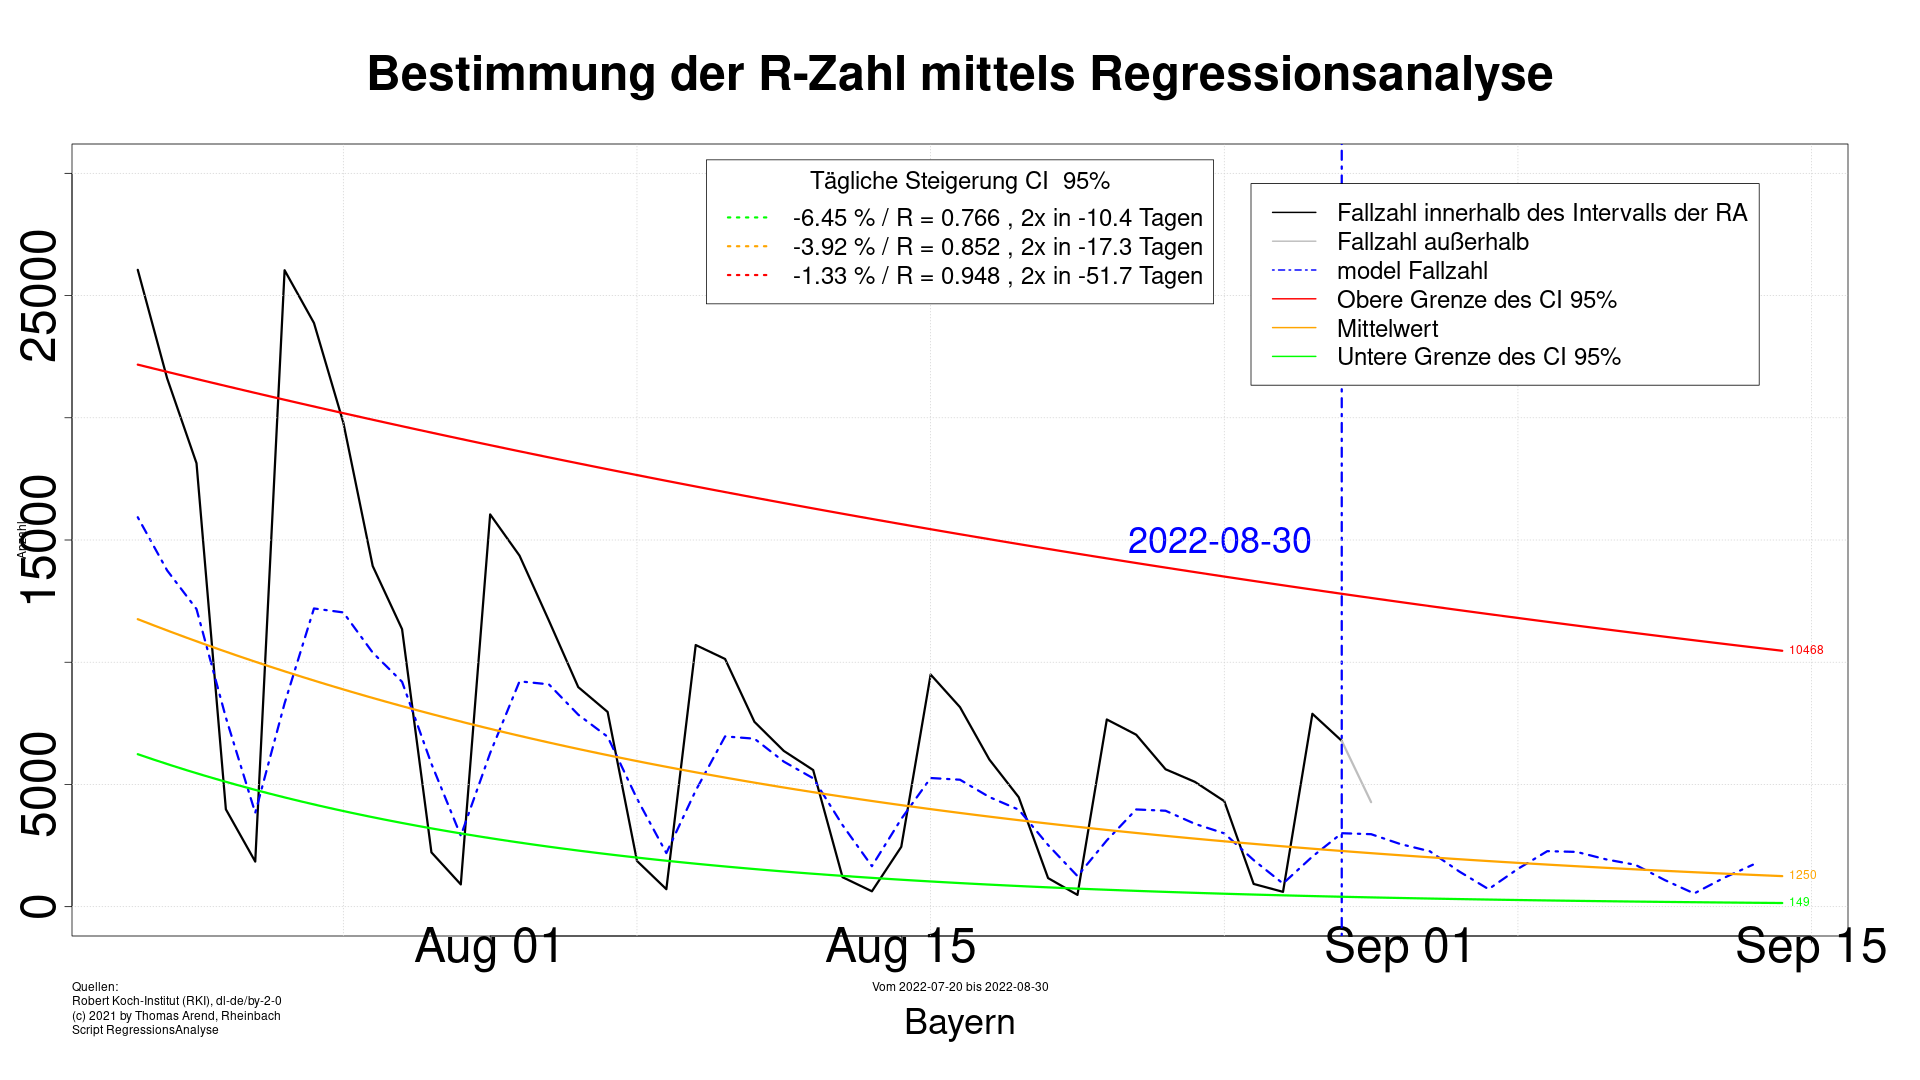 Bestimmung der R-Zahl mittels Regressionsanalyse
Tägliche Steigerung CI  95%
-6.45 % / R = 0.766 , 2x in -10.4 Tagen
-3.92 % / R = 0.852 , 2x in -17.3 Tagen
-1.33 % / R = 0.948 , 2x in -51.7 Tagen
Fallzahl innerhalb des Intervalls der RA
Fallzahl außerhalb
model Fallzahl
Obere Grenze des CI 95%
Mittelwert
Untere Grenze des CI 95%
25000
15000
5000
0
Anzahl
2022-08-30
10468
1250
149
Aug 01
Aug 15
Sep 01
Sep 15
Quellen:
Robert Koch-Institut (RKI), dl-de/by-2-0
(c) 2021 by Thomas Arend, Rheinbach
Script RegressionsAnalyse
Vom 2022-07-20 bis 2022-08-30
Bayern